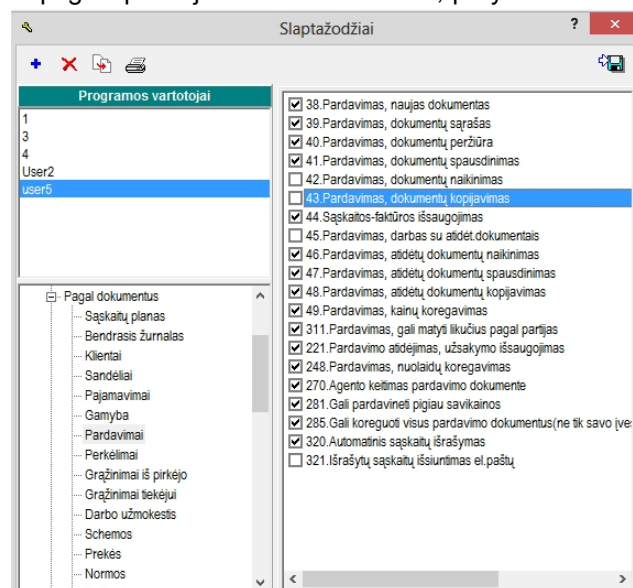 Slaptažodžiai
?
Programos vartotojai
1
3
4
User2
user5
Pagal dokumentus
Sąskaitų planas
Bendrasis žurnalas
Klientai
Sandėliai
Pajamavimai
Gamyba
Pardavimai
Perkėlimai
Grąžinimai iš pirkėjo
Grąžinimai tiekėjui
Darbo užmokestis
Schemos
Prekės
Normos
38.Pardavimas, naujas dokumentas
39.Pardavimas, dokumentų sąrašas
40.Pardavimas, dokumentų peržiūra
41.Pardavimas, dokumentų spausdinimas
42.Pardavimas, dokumentų naikinimas
43.Pardavimas, dokumentų kopijavimas
44.Sąskaitos-faktūros išsaugojimas
45.Pardavimas, darbas su atidėt.dokumentais
46.Pardavimas, atidėtų dokumentų naikinimas
47.Pardavimas, atidėtų dokumentų spausdinimas
48.Pardavimas, atidėtų dokumentų kopijavimas
49.Pardavimas, kainų koregavimas
311.Pardavimas, gali matyti likučius pagal partijas
221.Pardavimo atidėjimas, užsakymo išsaugojimas
248.Pardavimas, nuolaidų koregavimas
270.Agento keitimas pardavimo dokumente
281.Gali pardavineti pigiau savikainos
285.Gali koreguoti visus pardavimo dokumentus(ne tik savo įve
320.Automatinis sąskaitų išrašymas
321.Išrašytų sąskaitų išsiuntimas el.paštų